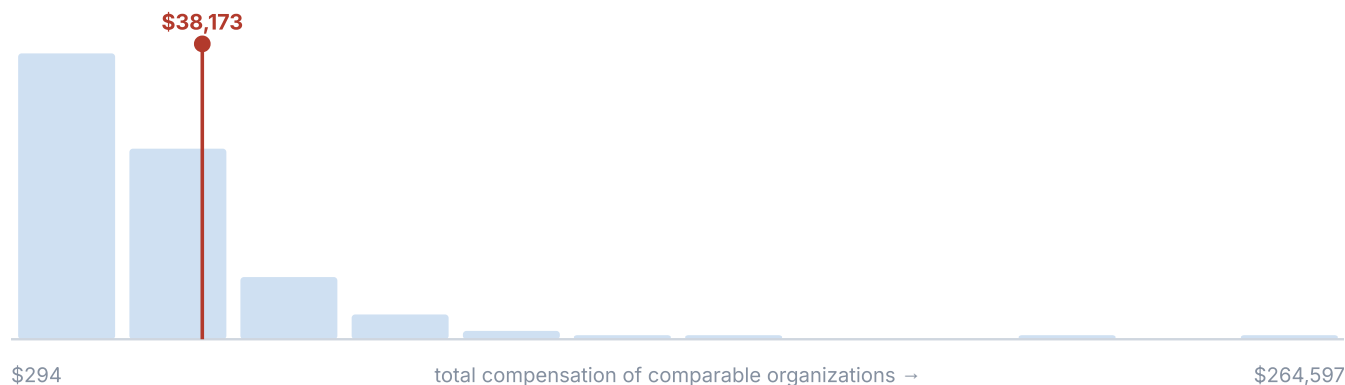 $38,173
$294 total compensation of comparable organizations → $264,597